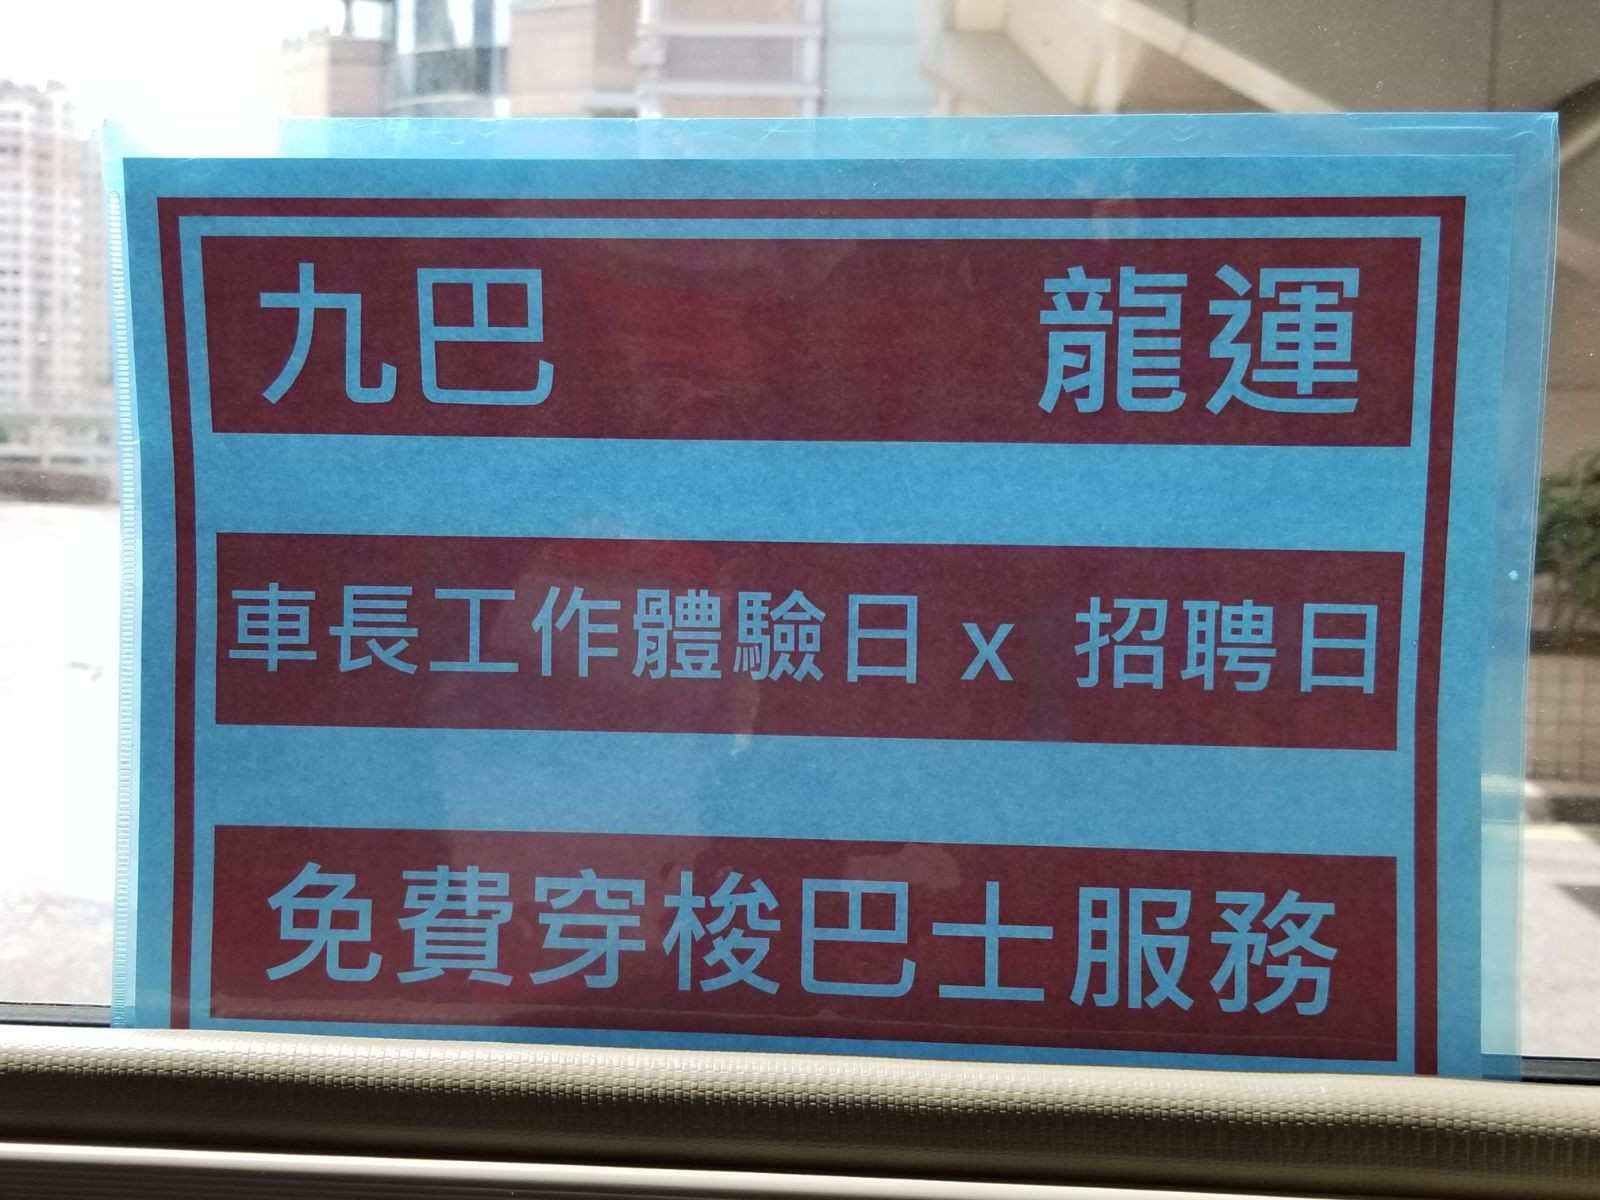 九巴 龍運
車長工作體驗日 x 招聘日
免費穿梭巴士服務